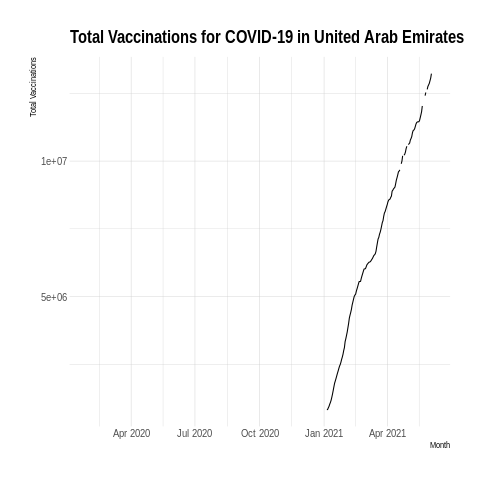 Total Vaccinations for COVID-19 in United Arab Emirates
Total Vaccinations
1e+07
5e+06
Apr 2020 Jul 2020 Oct 2020 Jan 2021 Apr 2021
Month